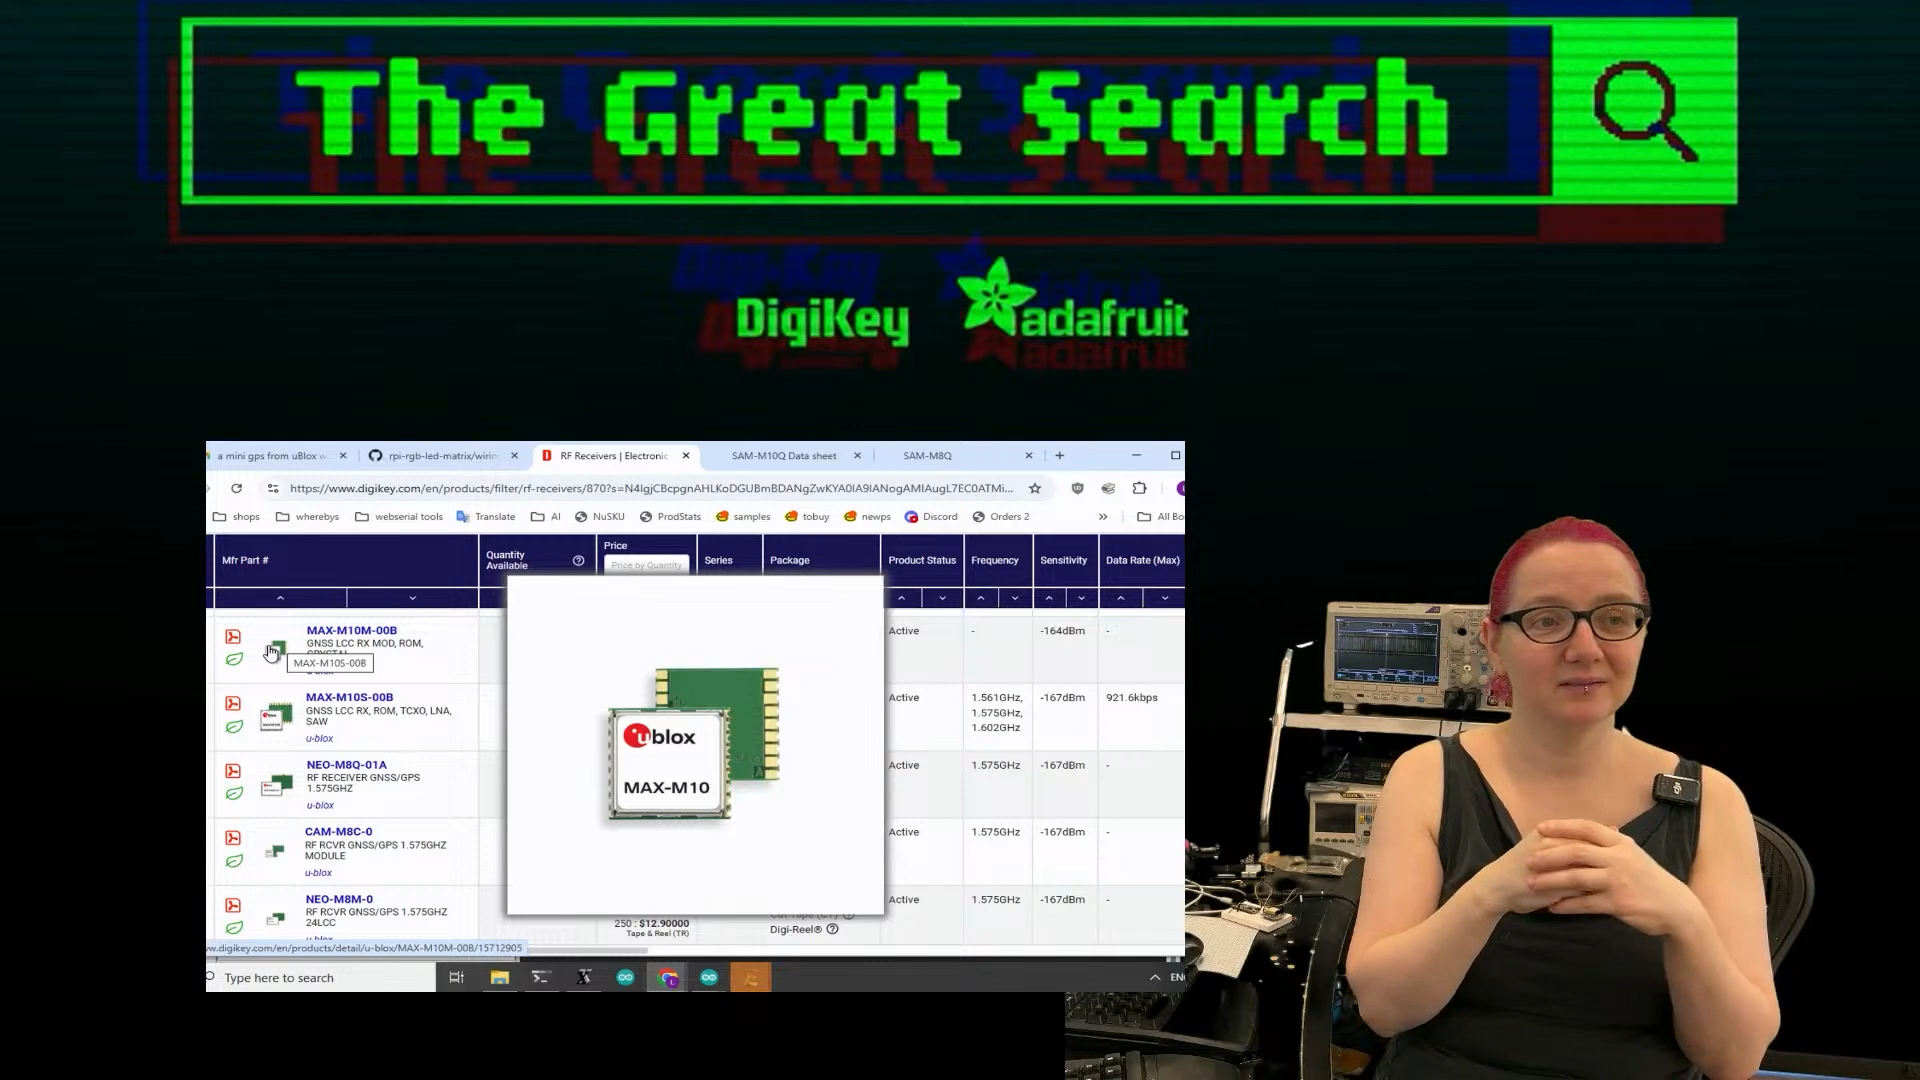 The Great Search
DigiKey adafruit
a mini gps from uBlox w
rpi-rgb-led-matrix/wirin
RF Receivers | Electronic
SAM-M10Q Data sheet
SAM-M8Q
https://www.digikey.com/en/products/filter/rf-receivers/870?s=N4IgjCBcpgnAHLKoDGUBmBDANgZwKYA0IA9IANogAMIAugL7EC0ATMi...
shops
wherebys
webserial tools
Translate
AI
NuSKU
ProdStats
samples
tobuy
newps
Discord
Orders 2
»
All Bo
Mfr Part #
Quantity
Available
Price
Price by Quantity
Series
Package
Product Status
Frequency
Sensitivity
Data Rate (Max)
MAX-M10M-00B
GNSS LCC RX MOD, ROM,
MAX-M10S-00B
Active
-
-164dBm
-
MAX-M10S-00B
GNSS LCC RX, ROM, TCXO, LNA,
SAW
u-blox
Active
1.561GHz,
1.575GHz,
1.602GHz
-167dBm
921.6kbps
NEO-M8Q-01A
RF RECEIVER GNSS/GPS
1.575GHZ
u-blox
Active
1.575GHz
-167dBm
-
CAM-M8C-0
RF RCVR GNSS/GPS 1.575GHZ
MODULE
u-blox
Active
1.575GHz
-167dBm
-
NEO-M8M-0
RF RCVR GNSS/GPS 1.575GHZ
24LCC
Active
1.575GHz
-167dBm
-
ublox
MAX-M10
250 : $12.90000
Tape & Reel (TR)
Cut Tape (CT)
Digi-Reel®
w.digikey.com/en/products/detail/u-blox/MAX-M10M-00B/15712905
Type here to search